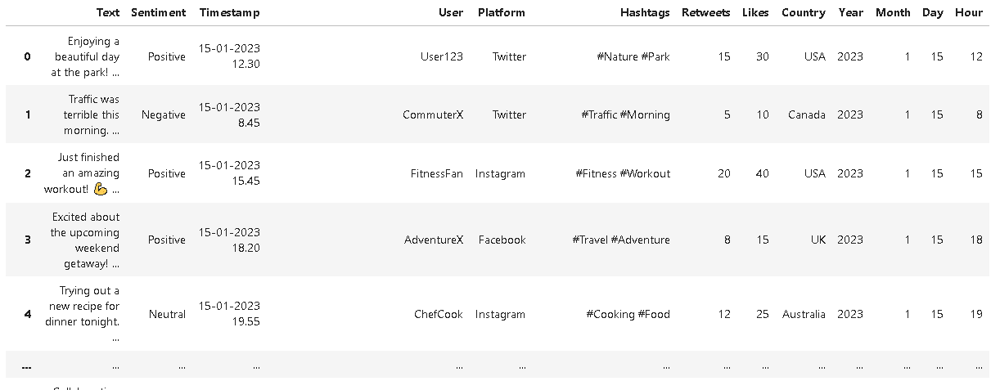 Text Sentiment Timestamp User Platform Hashtags Retweets Likes Country Year Month Day Hour
0 Enjoying a beautiful day at the park! ... Positive 15-01-2023 12.30 User123 Twitter #Nature #Park 15 30 USA 2023 1 15 12
1 Traffic was terrible this morning. ... Negative 15-01-2023 8.45 CommuterX Twitter #Traffic #Morning 5 10 Canada 2023 1 15 8
2 Just finished an amazing workout! 💪 ... Positive 15-01-2023 15.45 FitnessFan Instagram #Fitness #Workout 20 40 USA 2023 1 15 15
3 Excited about the upcoming weekend getaway! ... Positive 15-01-2023 18.20 AdventureX Facebook #Travel #Adventure 8 15 UK 2023 1 15 18
4 Trying out a new recipe for dinner tonight. ... Neutral 15-01-2023 19.55 ChefCook Instagram #Cooking #Food 12 25 Australia 2023 1 15 19
... ... ... ... ... ... ... ... ... ... ... ... ... ...